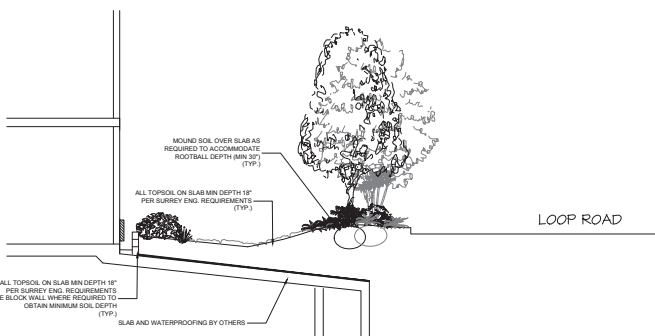 MOUND SOIL OVER SLAB AS
REQUIRED TO ACCOMMODATE
ROOTBALL DEPTH (MIN 30")
(TYP.)
ALL TOPSOIL ON SLAB MIN DEPTH 18"
PER SURREY ENG. REQUIREMENTS
(TYP.)
LOOP ROAD
ALL TOPSOIL ON SLAB MIN DEPTH 18"
PER SURREY ENG. REQUIREMENTS
BLOCK WALL WHERE REQUIRED TO
OBTAIN MINIMUM SOIL DEPTH
(TYP.)
SLAB AND WATERPROOFING BY OTHERS